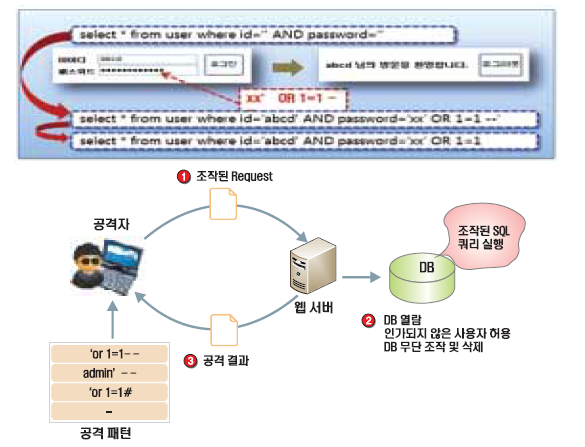 select * from user where id='' AND password=''
아이디
abcd
패스워드
**************
로그인
abcd 님의 방문을 환영합니다.
로그아웃
xx' OR 1=1 --
select * from user where id='abcd' AND password='xx' OR 1=1 --'
select * from user where id='abcd' AND password='xx' OR 1=1
1 조작된 Request
공격자
조작된 SQL
쿼리 실행
DB
웹 서버
2 DB 열람
인가되지 않은 사용자 허용
DB 무단 조작 및 삭제
3 공격 결과
‘or 1=1--
admin’ --
‘or 1=1#
–
공격 패턴